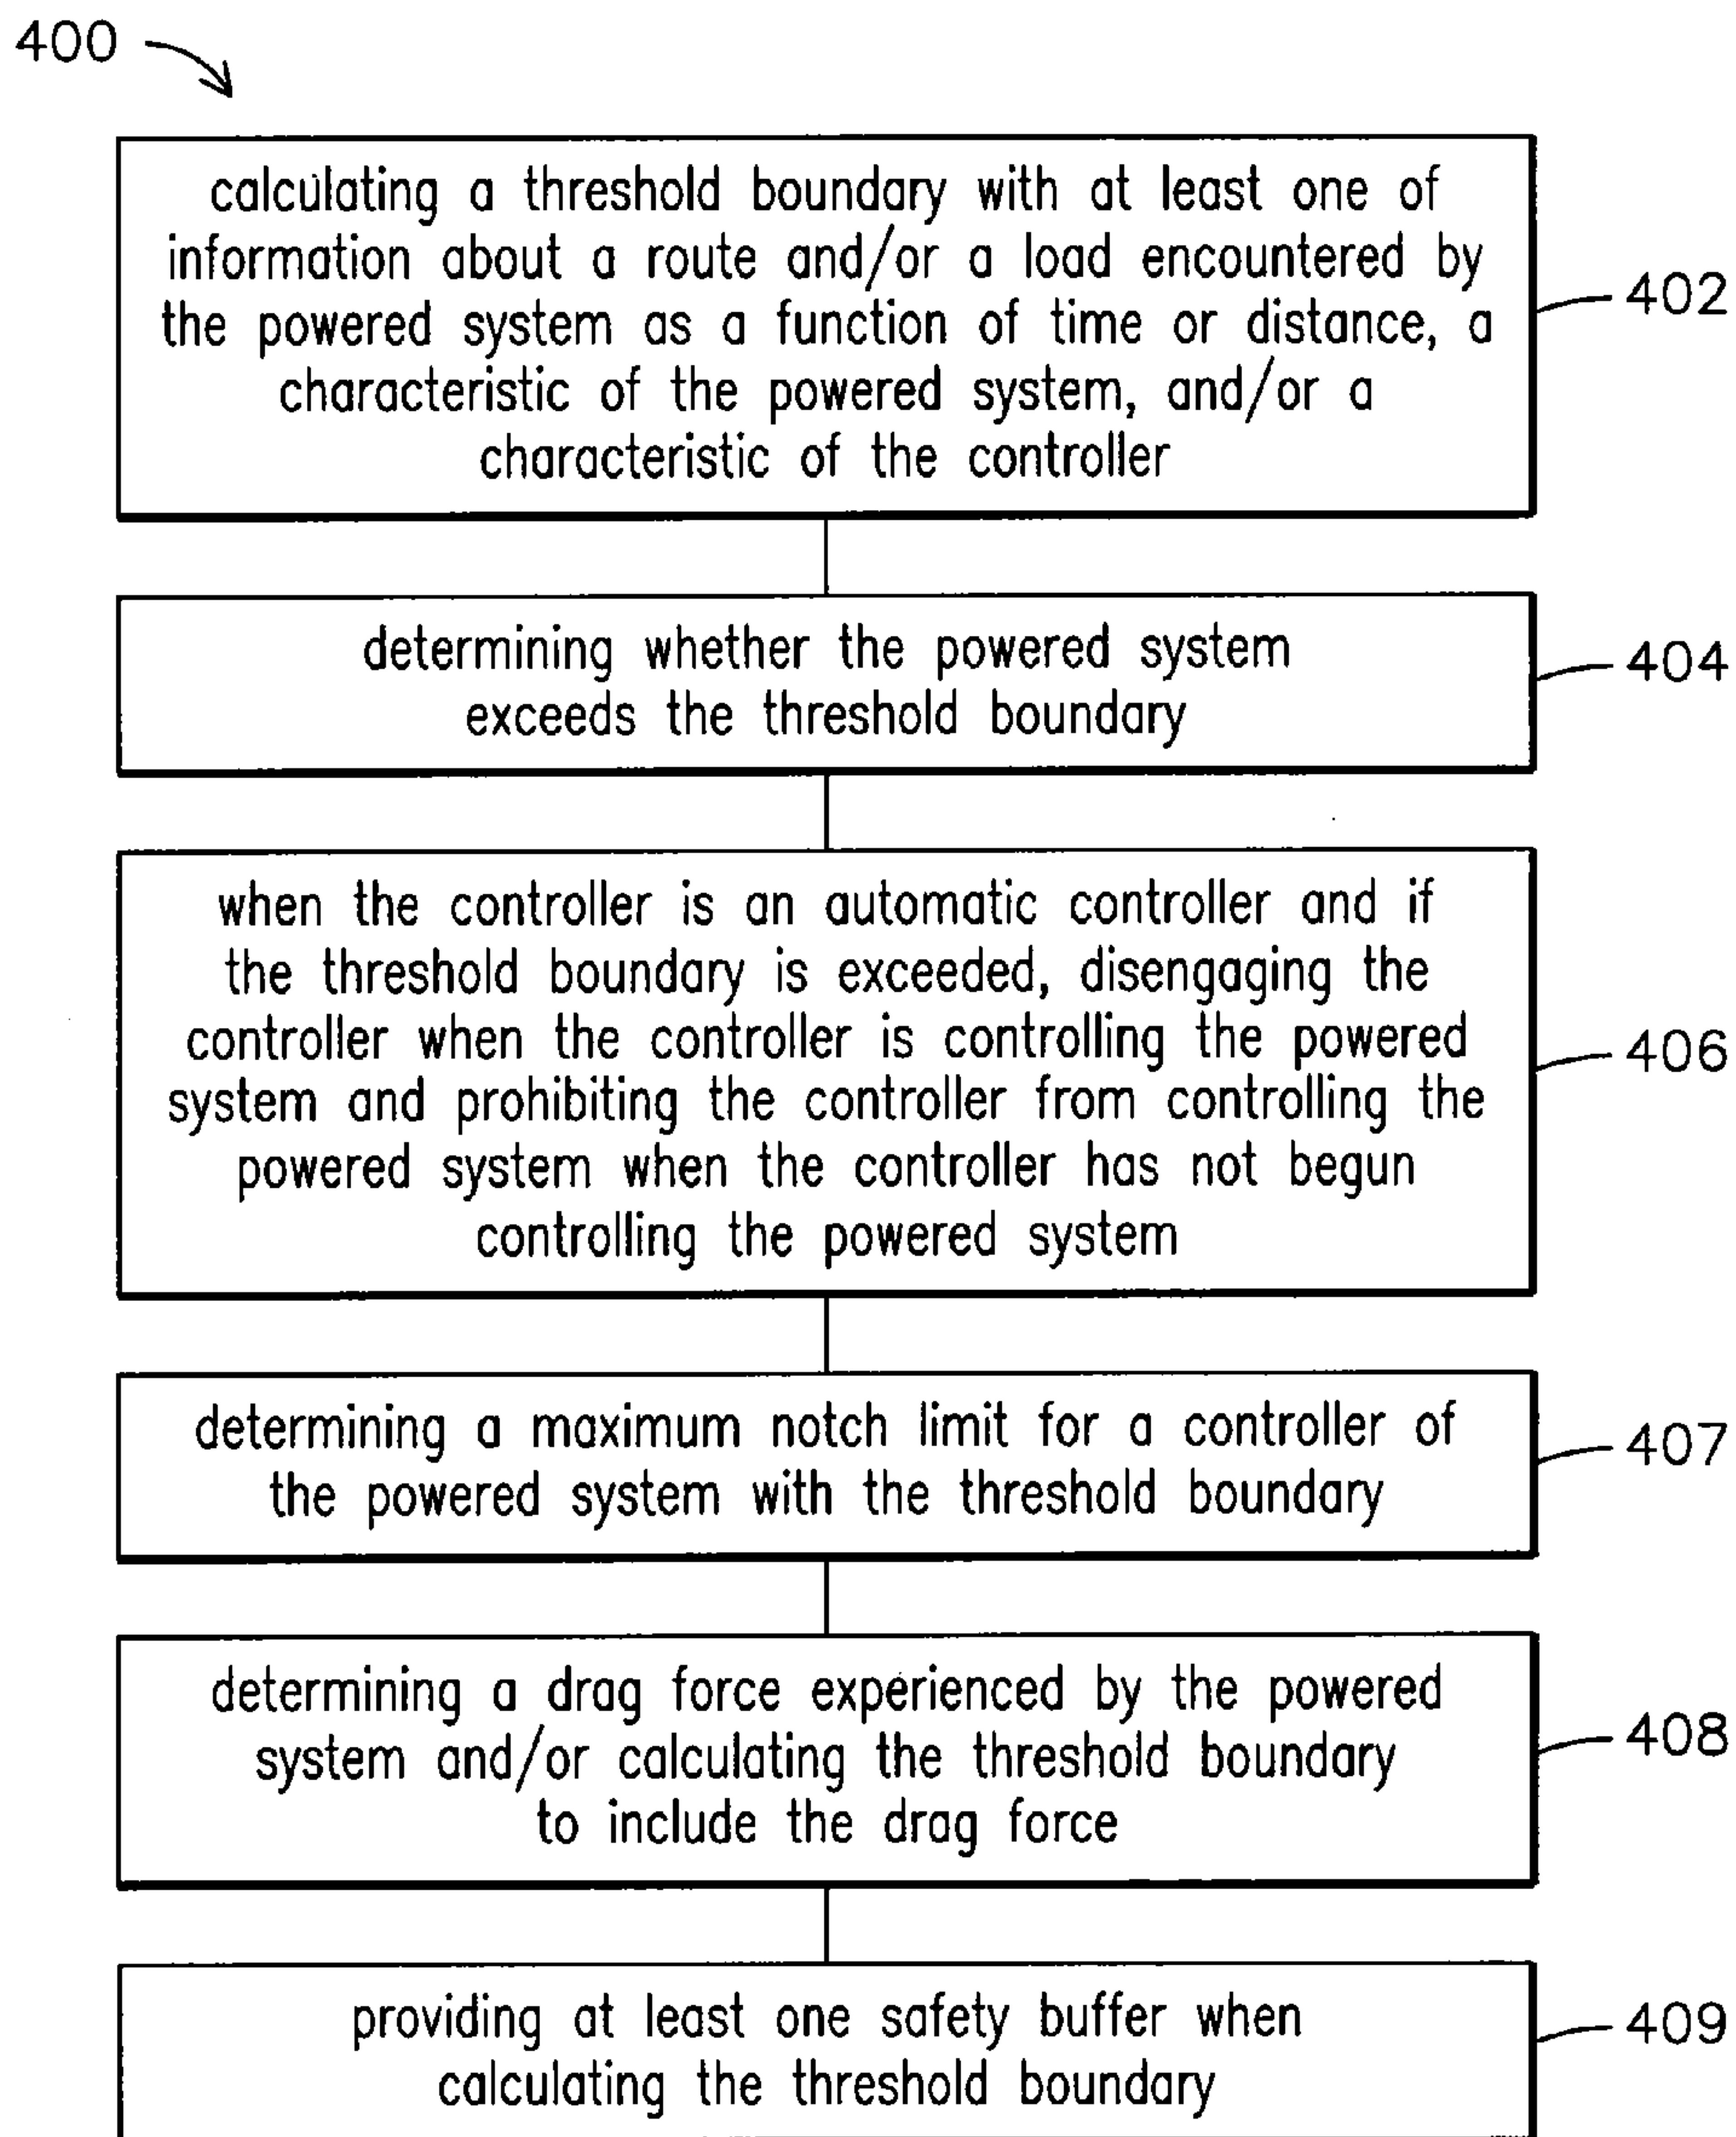 400
calculating a threshold boundary with at least one of
information about a route and/or a load encountered by
the powered system as a function of time or distance, a
characteristic of the powered system, and/or a
characteristic of the controller
402
determining whether the powered system
exceeds the threshold boundary
404
when the controller is an automatic controller and if
the threshold boundary is exceeded, disengaging the
controller when the controller is controlling the powered
system and prohibiting the controller from controlling the
powered system when the controller has not begun
controlling the powered system
406
determining a maximum notch limit for a controller of
the powered system with the threshold boundary
407
determining a drag force experienced by the powered
system and/or calculating the threshold boundary
to include the drag force
408
providing at least one safety buffer when
calculating the threshold boundary
409